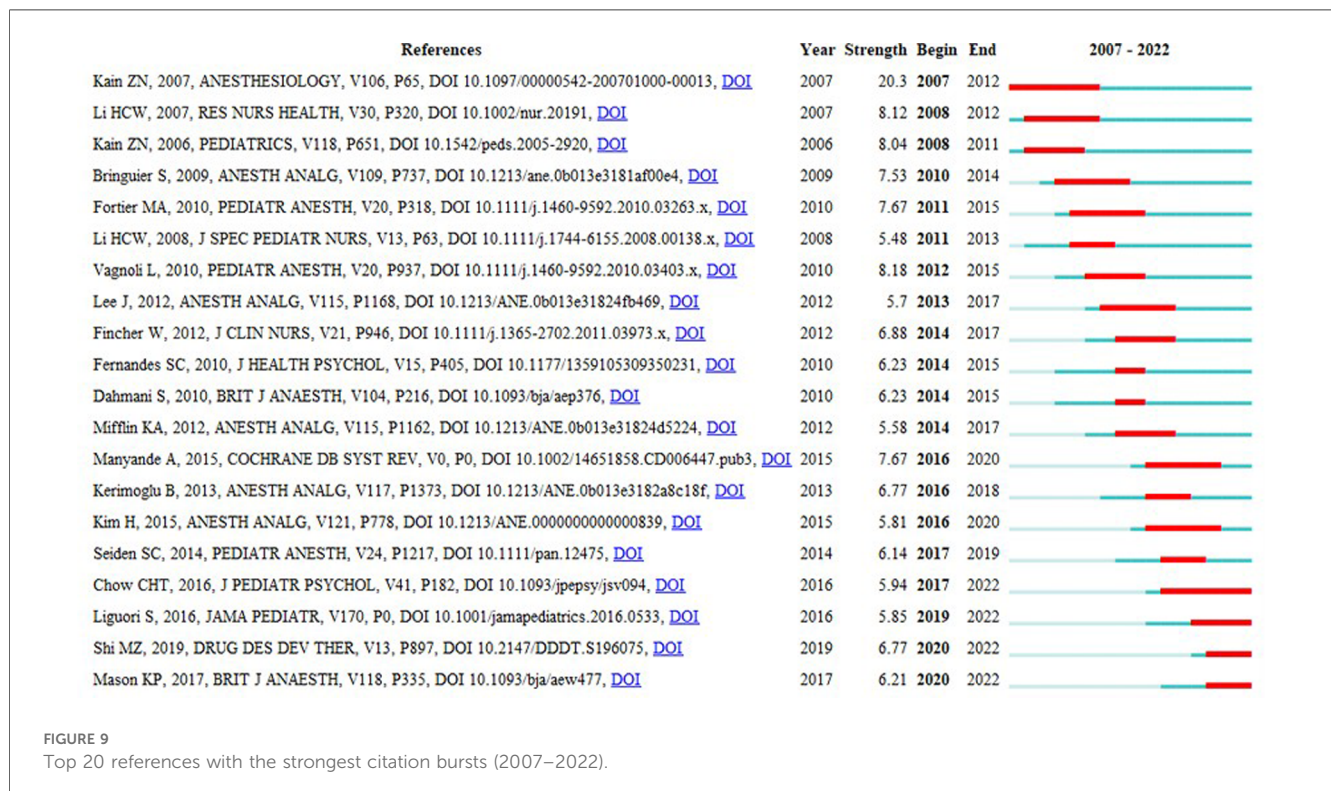 References Year Strength Begin End 2007 - 2022
Kain ZN, 2007, ANESTHESIOLOGY, V106, P65, DOI 10.1097/00000542-200701000-00013, DOI 2007 20.3 2007 2012
Li HCW, 2007, RES NURS HEALTH, V30, P320, DOI 10.1002/nur.20191, DOI 2007 8.12 2008 2012
Kain ZN, 2006, PEDIATRICS, V118, P651, DOI 10.1542/peds.2005-2920, DOI 2006 8.04 2008 2011
Bringuier S, 2009, ANESTH ANALG, V109, P737, DOI 10.1213/ane.0b013e3181af00e4, DOI 2009 7.53 2010 2014
Fortier MA, 2010, PEDIATR ANESTH, V20, P318, DOI 10.1111/j.1460-9592.2010.03263.x, DOI 2010 7.67 2011 2015
Li HCW, 2008, J SPEC PEDIATR NURS, V13, P63, DOI 10.1111/j.1744-6155.2008.00138.x, DOI 2008 5.48 2011 2013
Vagnoli L, 2010, PEDIATR ANESTH, V20, P937, DOI 10.1111/j.1460-9592.2010.03403.x, DOI 2010 8.18 2012 2015
Lee J, 2012, ANESTH ANALG, V115, P1168, DOI 10.1213/ANE.0b013e31824fb469, DOI 2012 5.7 2013 2017
Fincher W, 2012, J CLIN NURS, V21, P946, DOI 10.1111/j.1365-2702.2011.03973.x, DOI 2012 6.88 2014 2017
Fernandes SC, 2010, J HEALTH PSYCHOL, V15, P405, DOI 10.1177/1359105309350231, DOI 2010 6.23 2014 2015
Dahmani S, 2010, BRIT J ANAESTH, V104, P216, DOI 10.1093/bja/aep376, DOI 2010 6.23 2014 2015
Mifflin KA, 2012, ANESTH ANALG, V115, P1162, DOI 10.1213/ANE.0b013e31824d5224, DOI 2012 5.58 2014 2017
Manyande A, 2015, COCHRANE DB SYST REV, V0, P0, DOI 10.1002/14651858.CD006447.pub3, DOI 2015 7.67 2016 2020
Kerimoglu B, 2013, ANESTH ANALG, V117, P1373, DOI 10.1213/ANE.0b013e3182a8c18f, DOI 2013 6.77 2016 2018
Kim H, 2015, ANESTH ANALG, V121, P778, DOI 10.1213/ANE.0000000000000839, DOI 2015 5.81 2016 2020
Seiden SC, 2014, PEDIATR ANESTH, V24, P1217, DOI 10.1111/pan.12475, DOI 2014 6.14 2017 2019
Chow CHT, 2016, J PEDIATR PSYCHOL, V41, P182, DOI 10.1093/jpepsy/jsv094, DOI 2016 5.94 2017 2022
Liguori S, 2016, JAMA PEDIATR, V170, P0, DOI 10.1001/jamapediatrics.2016.0533, DOI 2016 5.85 2019 2022
Shi MZ, 2019, DRUG DES DEV THER, V13, P897, DOI 10.2147/DDDT.S196075, DOI 2019 6.77 2020 2022
Mason KP, 2017, BRIT J ANAESTH, V118, P335, DOI 10.1093/bja/aew477, DOI 2017 6.21 2020 2022
FIGURE 9
Top 20 references with the strongest citation bursts (2007–2022).